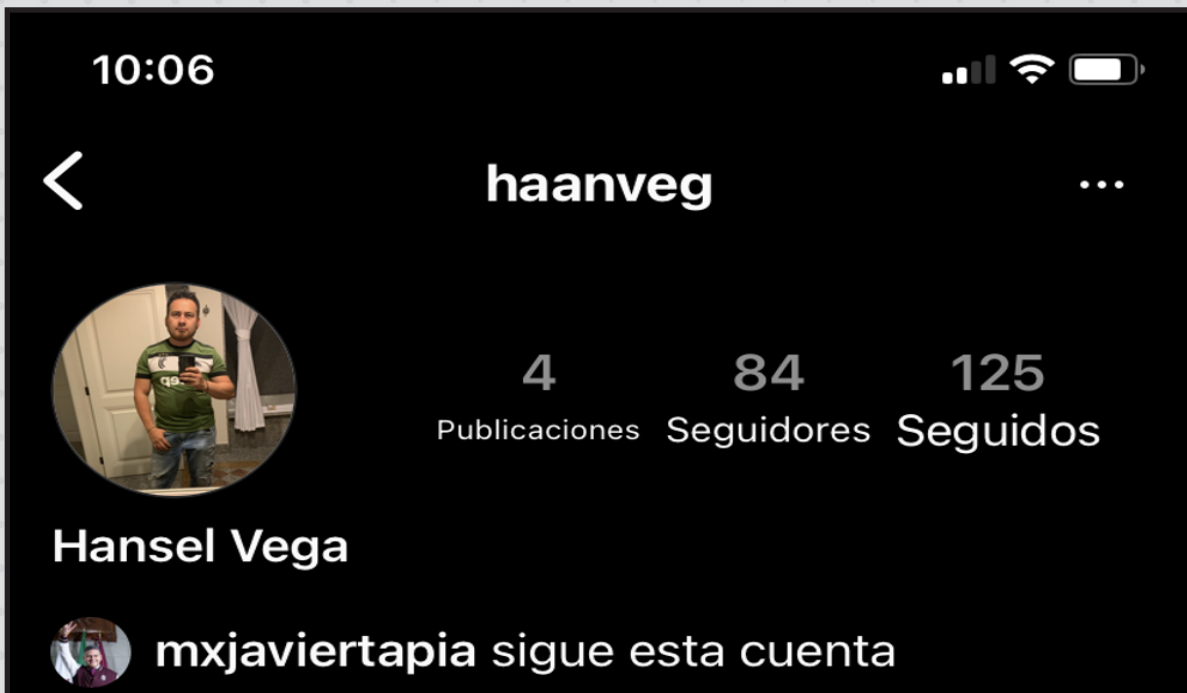 10:06
haanveg
4 84 125
Publicaciones Seguidores Seguidos
Hansel Vega
mxjaviertapia sigue esta cuenta